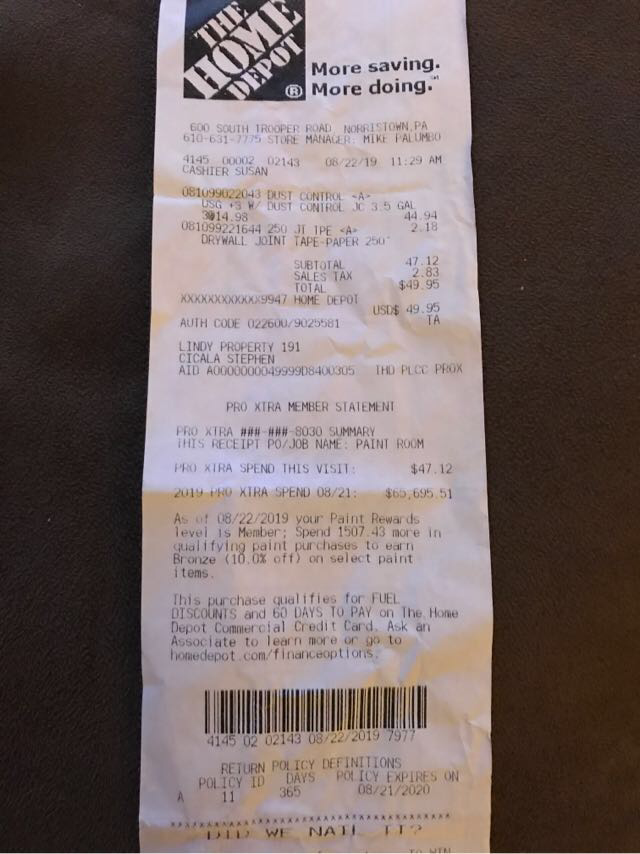 THE
HOME
DEPOT
®
More saving.
More doing.℠
600 SOUTH TROOPER ROAD NORRISTOWN,PA
610-631-7775 STORE MANAGER: MIKE PALUMBO
4145 00002 02143 08/22/19 11:29 AM
CASHIER SUSAN
081099022043 DUST CONTROL <A>
USG +3 W/ DUST CONTROL JC 3.5 GAL
3@14.98 44.94
081099221644 250 JT TPE <A> 2.18
DRYWALL JOINT TAPE-PAPER 250'
SUBTOTAL 47.12
SALES TAX 2.83
TOTAL $49.95
XXXXXXXXXXXX9947 HOME DEPOT
USD$ 49.95
AUTH CODE 022600/9025581 TA
LINDY PROPERTY 191
CICALA STEPHEN
AID A0000000049999D8400305 THD PLCC PROX
PRO XTRA MEMBER STATEMENT
PRO XTRA ###-###-8030 SUMMARY
THIS RECEIPT PO/JOB NAME: PAINT ROOM
PRO XTRA SPEND THIS VISIT: $47.12
2019 PRO XTRA SPEND 08/21: $65,695.51
As of 08/22/2019 your Paint Rewards
level is Member; Spend 1507.43 more in
qualifying paint purchases to earn
Bronze (10.0% off) on select paint
items.
This purchase qualifies for FUEL
DISCOUNTS and 60 DAYS TO PAY on The Home
Depot Commercial Credit Card. Ask an
Associate to learn more or go to
homedepot.com/financeoptions.
4145 02 02143 08/22/2019 7977
RETURN POLICY DEFINITIONS
POLICY ID DAYS POLICY EXPIRES ON
A 11 365 08/21/2020
DID WE NAIL IT?
TO WIN